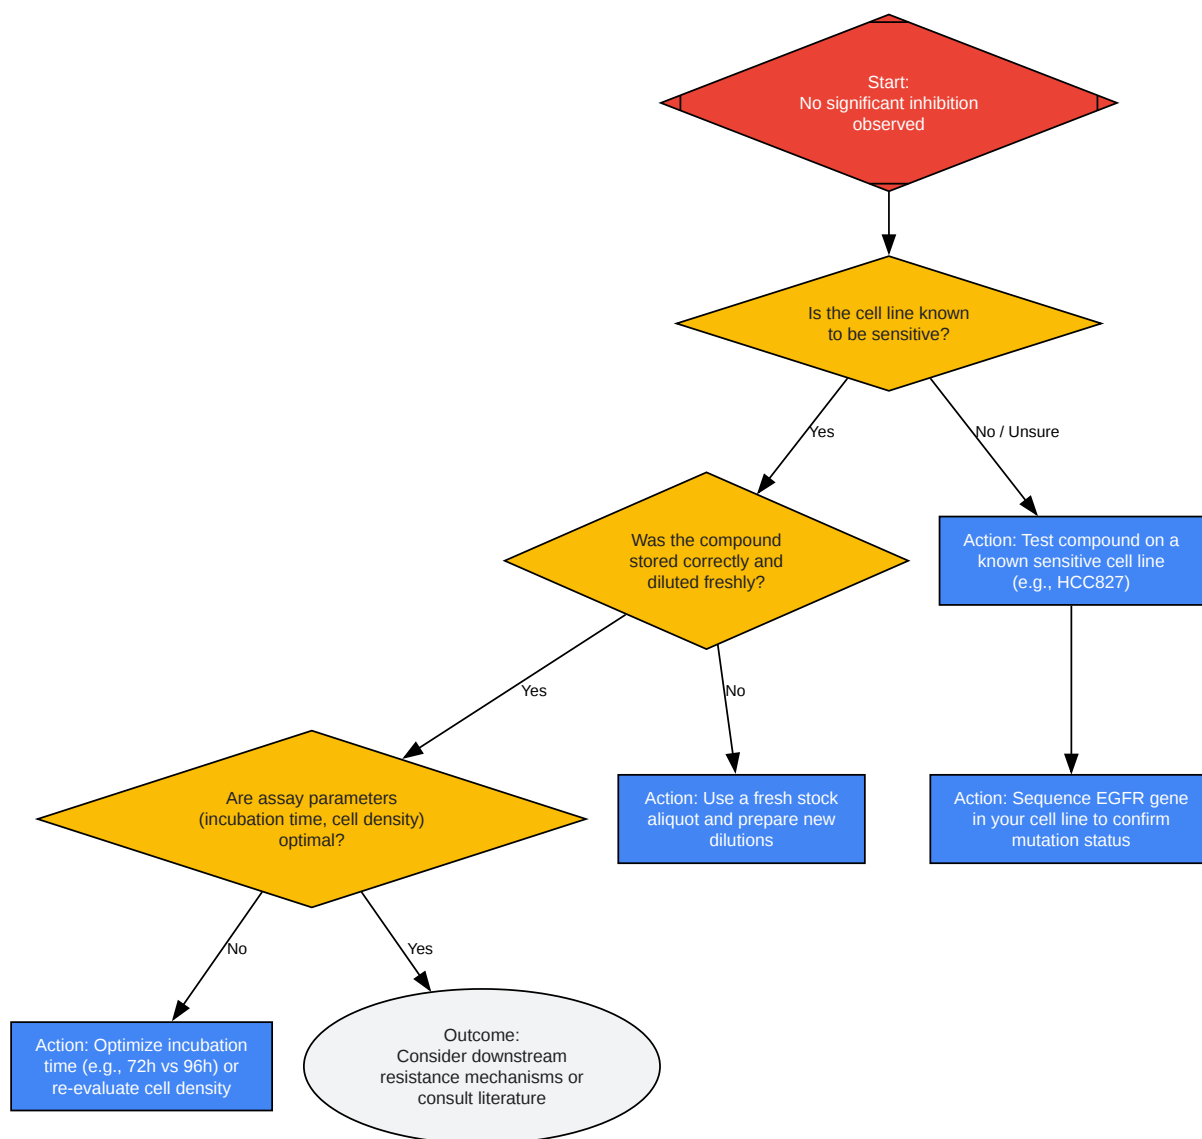 Start:
No significant inhibition
observed
Is the cell line known
to be sensitive?
Yes
No / Unsure
Was the compound
stored correctly and
diluted freshly?
Action: Test compound on a
known sensitive cell line
(e.g., HCC827)
Yes
No
Are assay parameters
(incubation time, cell density)
optimal?
Action: Use a fresh stock
aliquot and prepare new
dilutions
Action: Sequence EGFR gene
in your cell line to confirm
mutation status
No
Yes
Action: Optimize incubation
time (e.g., 72h vs 96h) or
re-evaluate cell density
Outcome:
Consider downstream
resistance mechanisms or
consult literature